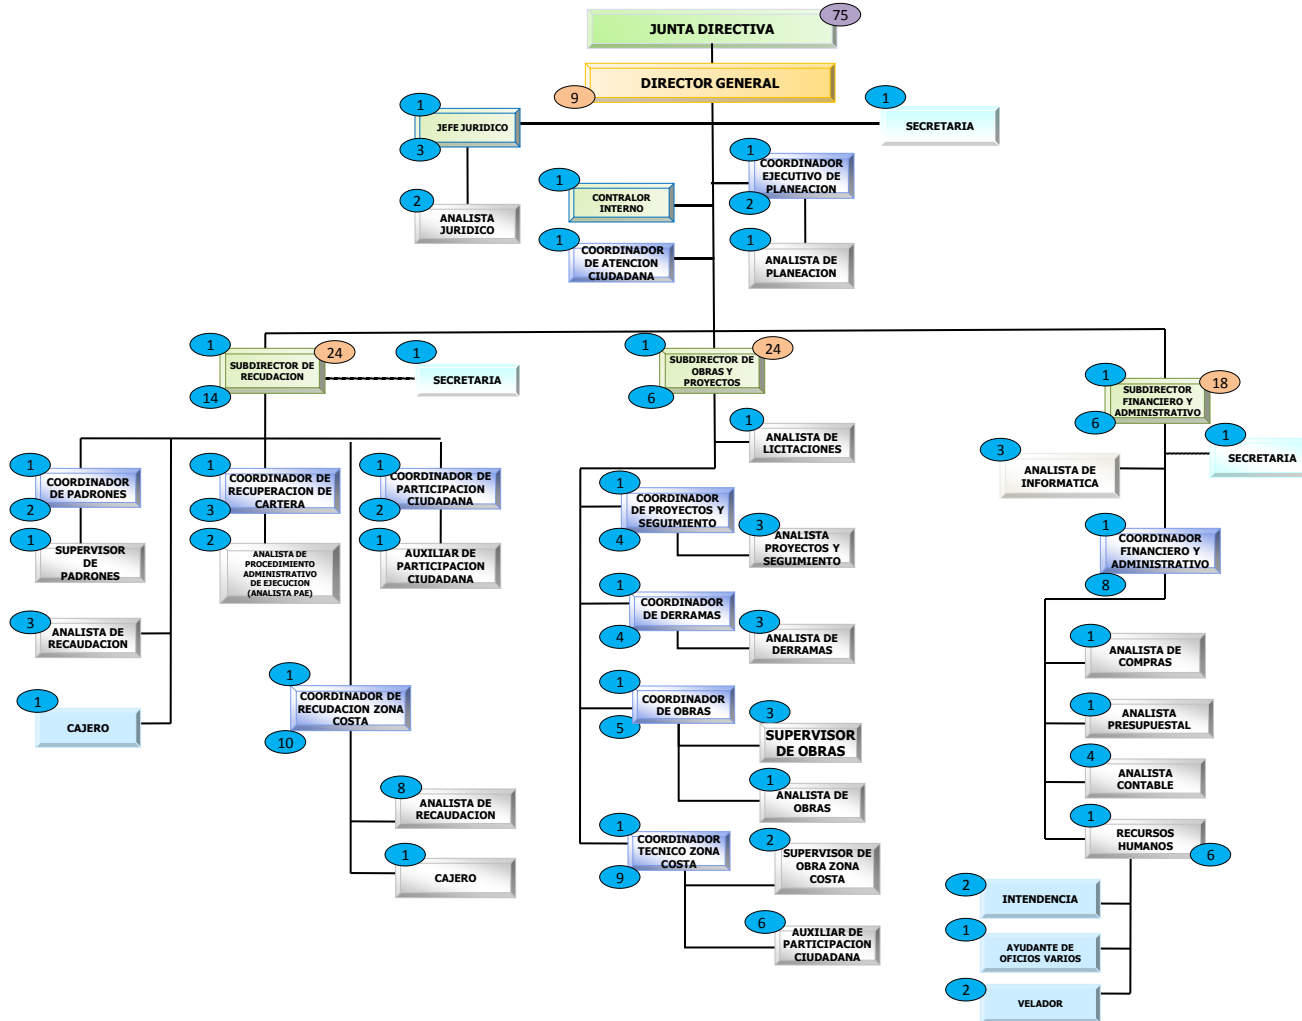 75
JUNTA DIRECTIVA
DIRECTOR GENERAL
9
1
JEFE JURIDICO
3
1
SECRETARIA
1
COORDINADOR
EJECUTIVO DE
PLANEACION
2
1
CONTRALOR
INTERNO
2
ANALISTA
JURIDICO
1
COORDINADOR
DE ATENCION
CIUDADANA
1
ANALISTA DE
PLANEACION
1
24
SUBDIRECTOR DE
RECUDACION
14
1
SECRETARIA
1
24
SUBDIRECTOR DE
OBRAS Y
PROYECTOS
6
1
18
SUBDIRECTOR
FINANCIERO Y
ADMINISTRATIVO
6
1
SECRETARIA
1
ANALISTA DE
LICITACIONES
3
ANALISTA DE
INFORMATICA
1
COORDINADOR
DE PADRONES
2
1
COORDINADOR DE
RECUPERACION DE
CARTERA
3
1
COORDINADOR DE
PARTICIPACION
CIUDADANA
2
1
SUPERVISOR
DE
PADRONES
2
ANALISTA DE
PROCEDIMIENTO
ADMINISTRATIVO
DE EJECUCION
(ANALISTA PAE)
1
AUXILIAR DE
PARTICIPACION
CIUDADANA
3
ANALISTA DE
RECAUDACION
1
CAJERO
1
COORDINADOR DE
RECUDACION ZONA
COSTA
10
8
ANALISTA DE
RECAUDACION
1
CAJERO
1
COORDINADOR
DE PROYECTOS Y
SEGUIMIENTO
4
3
ANALISTA
PROYECTOS Y
SEGUIMIENTO
1
COORDINADOR
DE DERRAMAS
4
3
ANALISTA DE
DERRAMAS
1
COORDINADOR
DE OBRAS
5
3
SUPERVISOR
DE OBRAS
1
ANALISTA DE
OBRAS
1
COORDINADOR
TECNICO ZONA
COSTA
9
2
SUPERVISOR DE
OBRA ZONA
COSTA
6
AUXILIAR DE
PARTICIPACION
CIUDADANA
1
COORDINADOR
FINANCIERO Y
ADMINISTRATIVO
8
1
ANALISTA DE
COMPRAS
1
ANALISTA
PRESUPUESTAL
4
ANALISTA
CONTABLE
1
RECURSOS
HUMANOS
6
2
INTENDENCIA
1
AYUDANTE DE
OFICIOS VARIOS
2
VELADOR